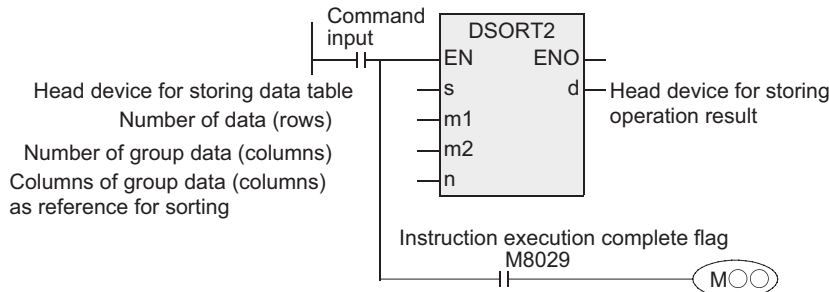 Command
input
DSORT2
EN ENO
Head device for storing data table s d Head device for storing
operation result
Number of data (rows) m1
Number of group data (columns) m2
Columns of group data (columns) n
as reference for sorting
Instruction execution complete flag
M8029
M○○